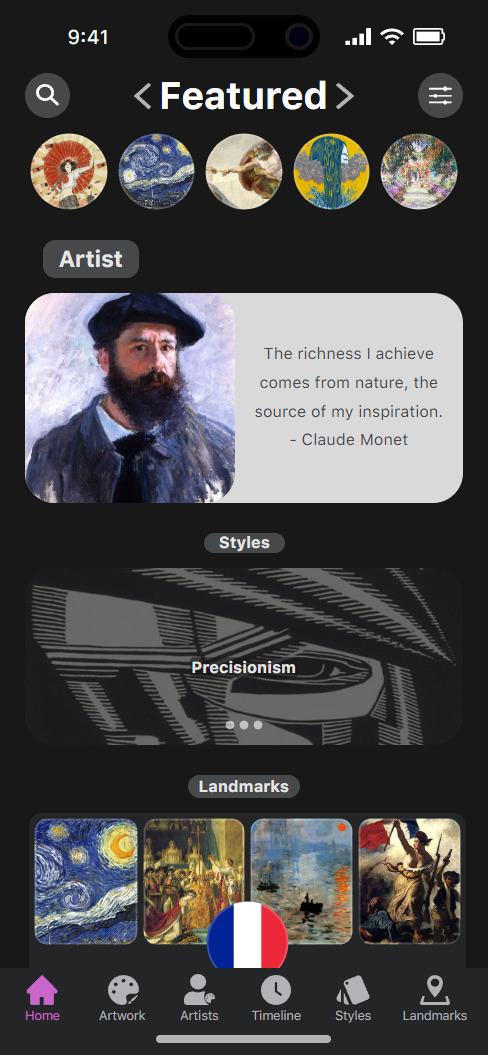 9:41
Featured
Artist
The richness I achieve
comes from nature, the
source of my inspiration.
- Claude Monet
Styles
Precisionism
Landmarks
Home
Artwork
Artists
Timeline
Styles
Landmarks